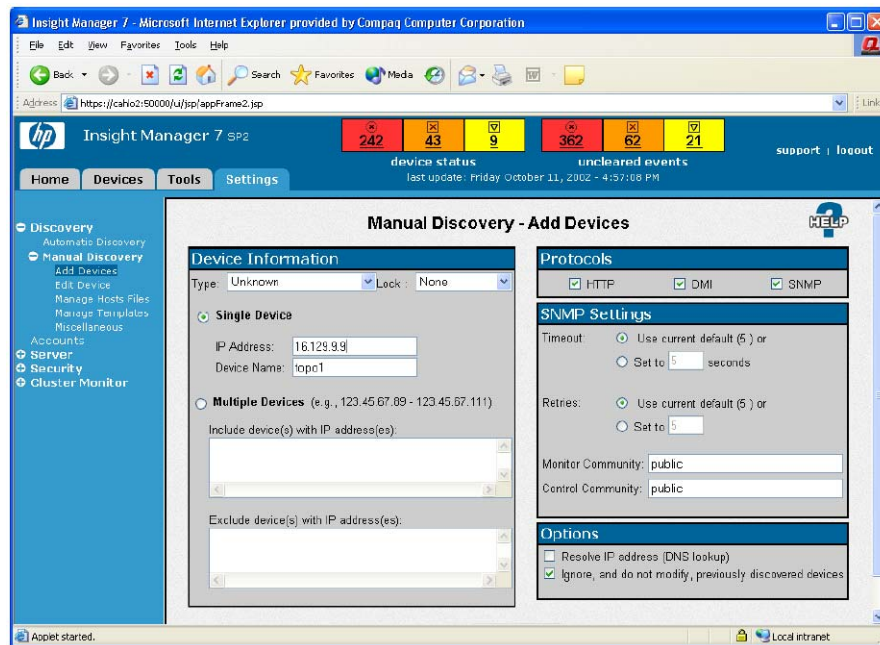 Insight Manager 7 - Microsoft Internet Explorer provided by Compaq Computer Corporation
File Edit View Favorites Tools Help
Back Search Favorites Media
Address https://cahlo2:50000/ui/jsp/appFrame2.jsp Link
hp Insight Manager 7 SP2
242 43 9 362 62 21
device status uncleared events
last update: Friday October 11, 2002 - 4:57:08 PM
support | logout
Home Devices Tools Settings
Discovery
Automatic Discovery
Manual Discovery
Add Devices
Edit Device
Manage Hosts Files
Manage Templates
Miscellaneous
Accounts
Server
Security
Cluster Monitor
Manual Discovery - Add Devices
HELP
Device Information
Type: Unknown Lock : None
Single Device
IP Address: 16.129.9.9
Device Name: topo1
Multiple Devices (e.g., 123.45.67.89 - 123.45.67.111)
Include device(s) with IP address(es):
Exclude device(s) with IP address(es):
Protocols
HTTP DMI SNMP
SNMP Settings
Timeout: Use current default (5 ) or
Set to 5 seconds
Retries: Use current default (5 ) or
Set to 5
Monitor Community: public
Control Community: public
Options
Resolve IP address (DNS lookup)
Ignore, and do not modify, previously discovered devices
Applet started. Local intranet